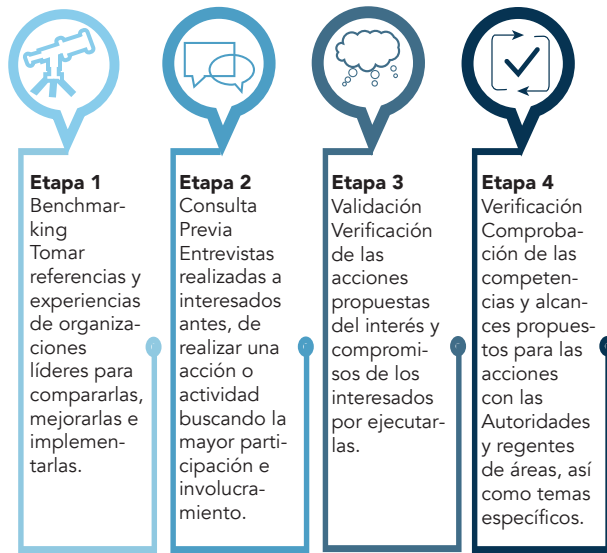 Etapa 1
Benchmar-
king
Tomar
referencias y
experiencias
de organiza-
ciones
líderes para
compararlas,
mejorarlas e
implemen-
tarlas.
Etapa 2
Consulta
Previa
Entrevistas
realizadas a
interesados
antes, de
realizar una
acción o
actividad
buscando la
mayor parti-
cipación e
involucra-
miento.
Etapa 3
Validación
Verificación
de las
acciones
propuestas
del interés y
compromi-
sos de los
interesados
por ejecutar-
las.
Etapa 4
Verificación
Comproba-
ción de las
competen-
cias y alcan-
ces propues-
tos para las
acciones
con las
Autoridades
y regentes
de áreas, así
como temas
específicos.